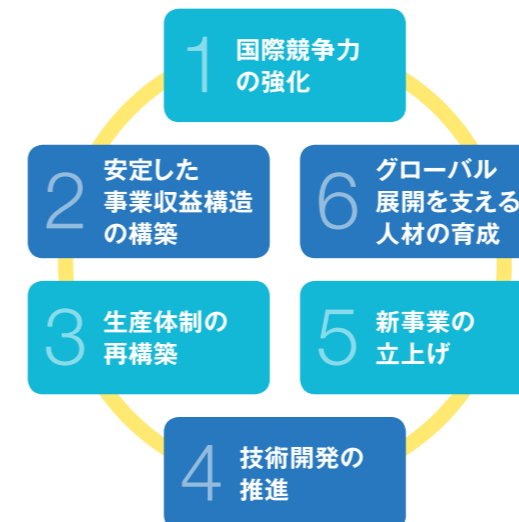 1
国際競争力
の強化
2
安定した
事業収益構造
の構築
3
生産体制の
再構築
4
技術開発の
推進
5
新事業の
立上げ
6
グローバル
展開を支える
人材の育成